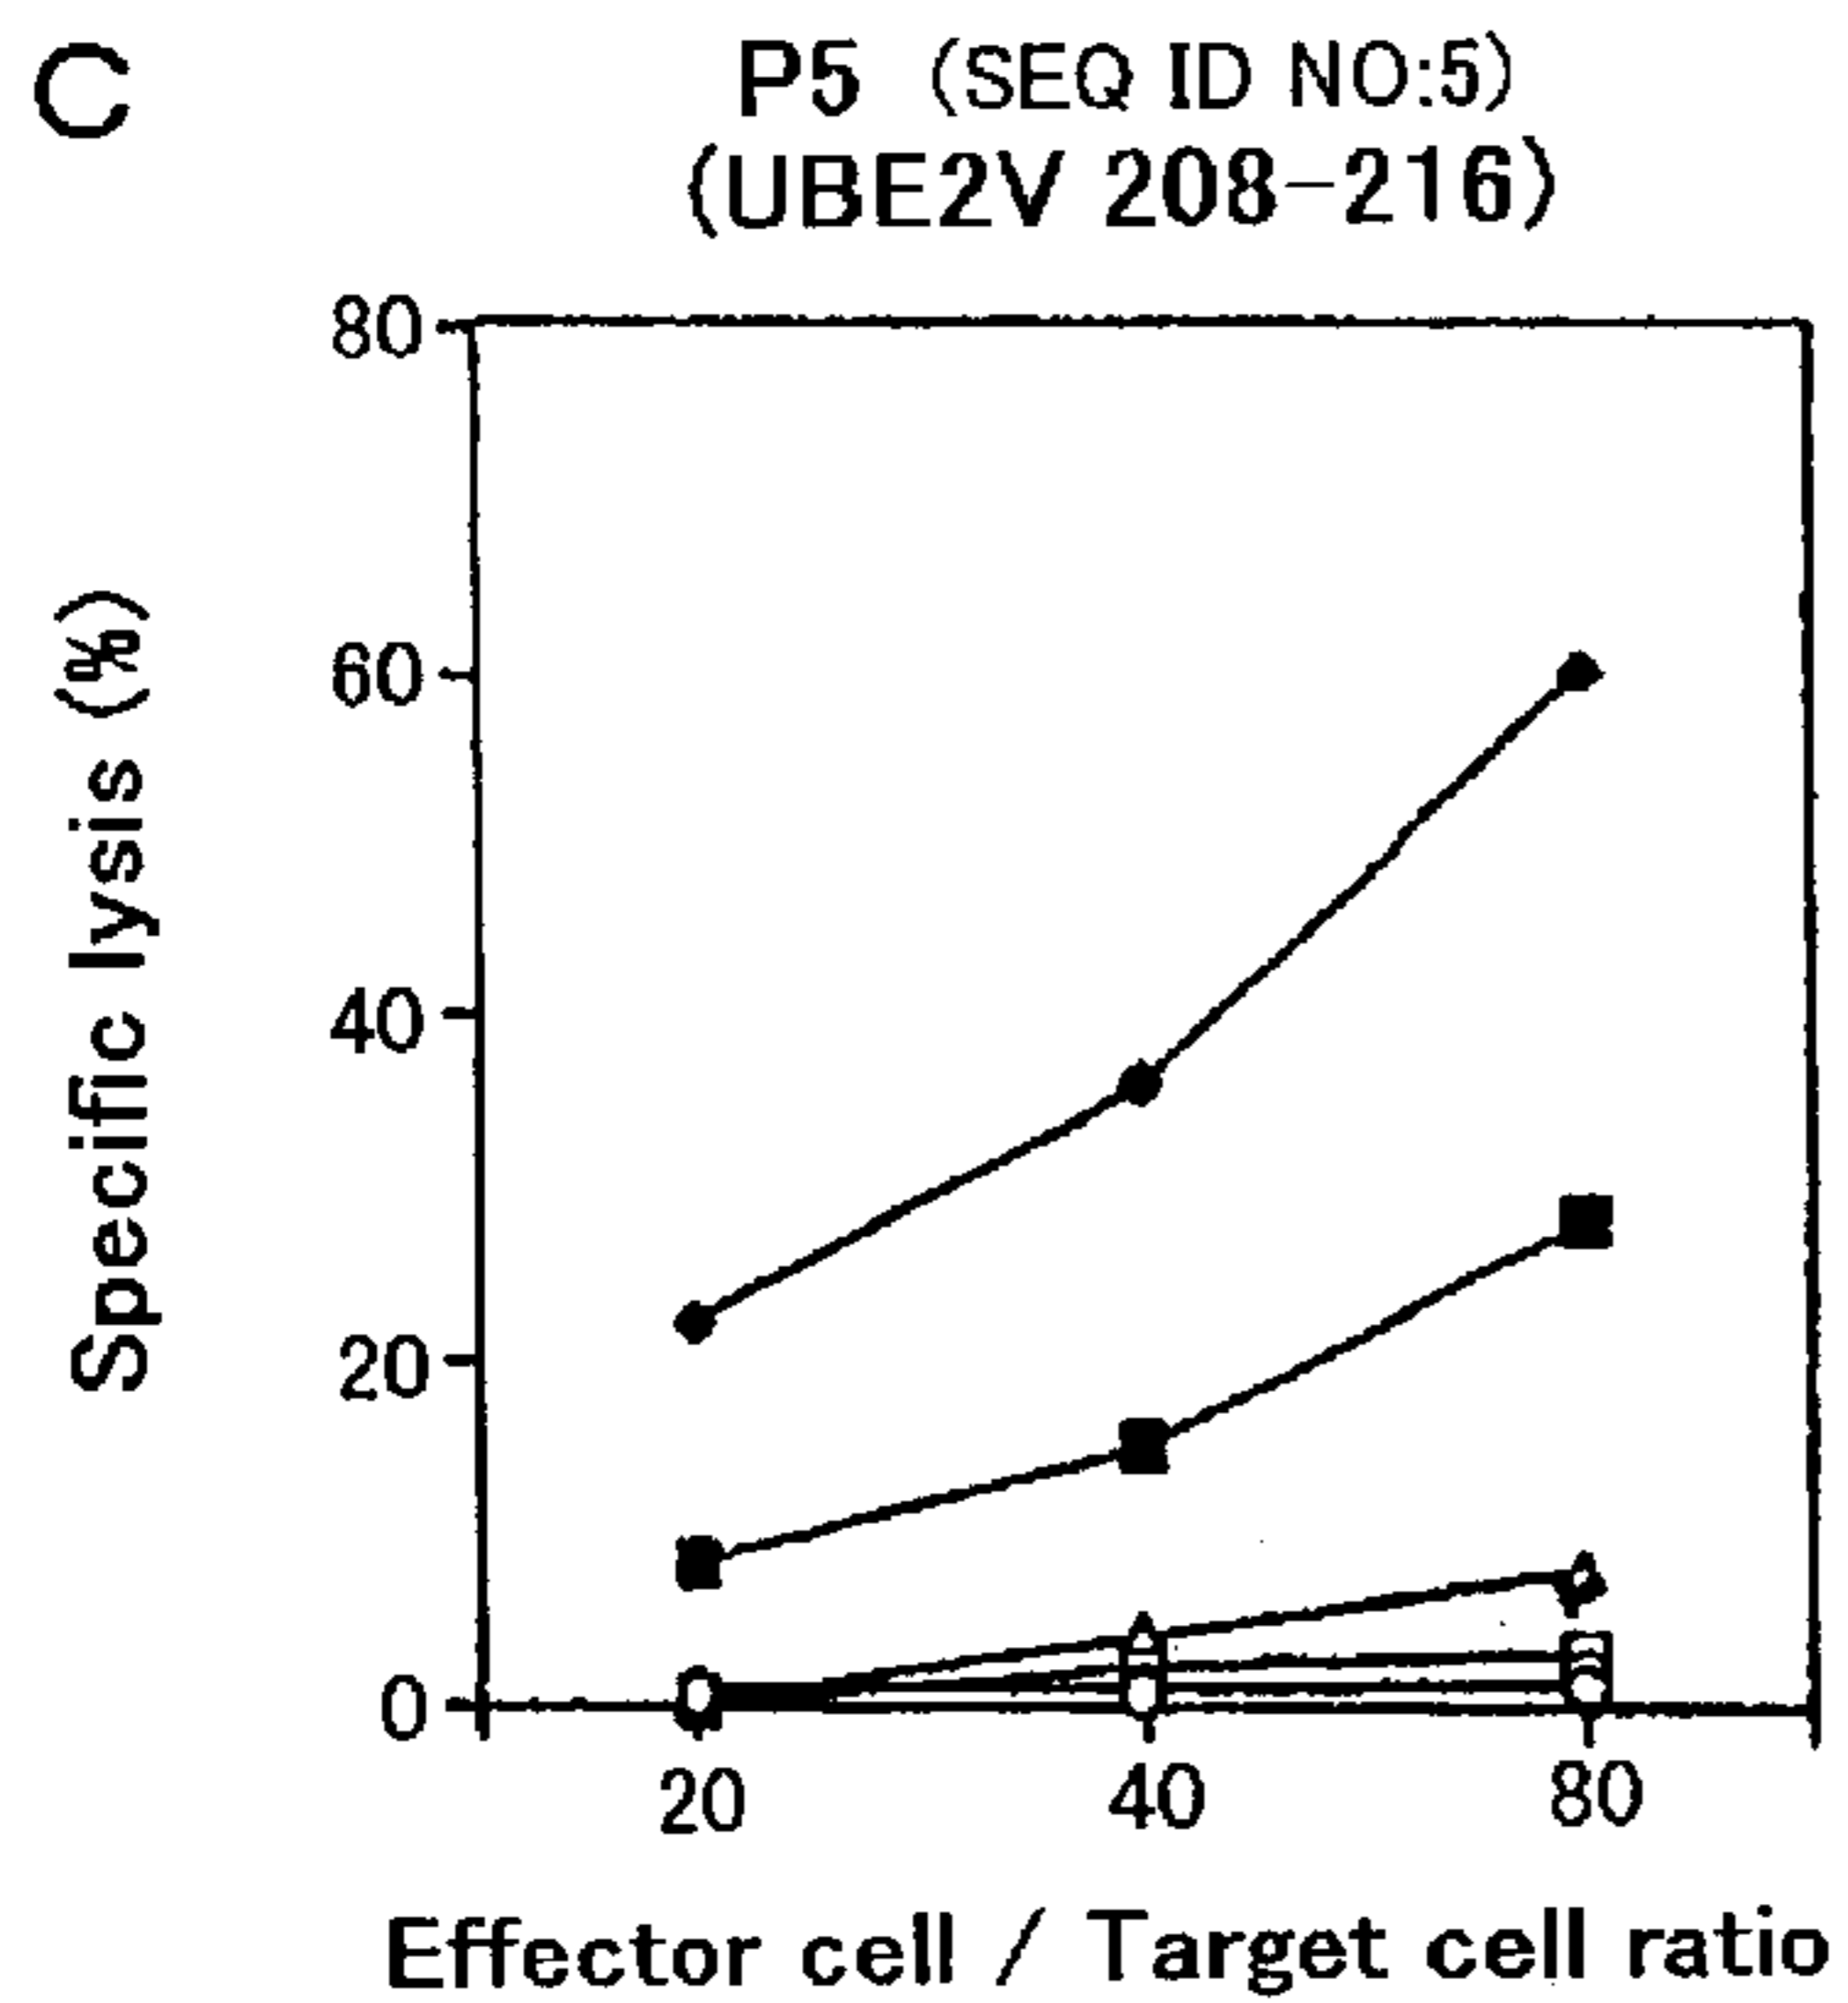 C
P5 (SEQ ID NO:5)
(UBE2V 208-216)
Specific lysis (%)
80
60
40
20
0
20 40 80
Effector cell / Target cell ratio